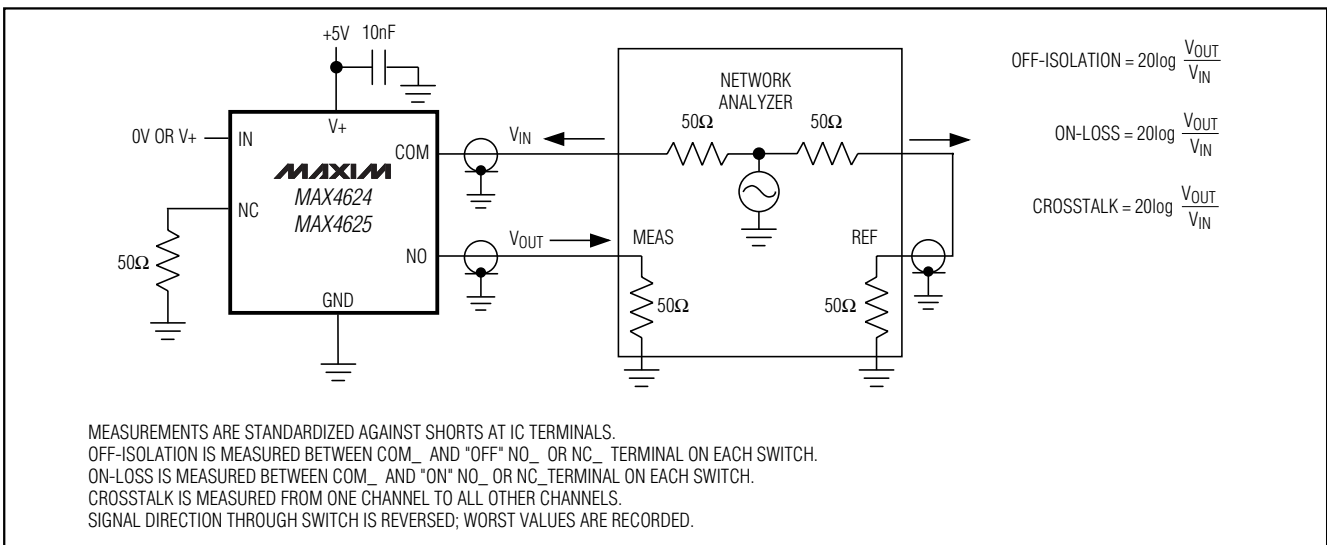 +5V 10nF
V+
0V OR V+
IN
COM
MAXIM
MAX4624
MAX4625
NC
50Ω
NO
GND
VIN
VOUT
NETWORK
ANALYZER
50Ω 50Ω
MEAS REF
50Ω 50Ω
OFF-ISOLATION = 20log VOUT
VIN
ON-LOSS = 20log VOUT
VIN
CROSSTALK = 20log VOUT
VIN
MEASUREMENTS ARE STANDARDIZED AGAINST SHORTS AT IC TERMINALS.
OFF-ISOLATION IS MEASURED BETWEEN COM_ AND "OFF" NO_ OR NC_ TERMINAL ON EACH SWITCH.
ON-LOSS IS MEASURED BETWEEN COM_ AND "ON" NO_ OR NC_TERMINAL ON EACH SWITCH.
CROSSTALK IS MEASURED FROM ONE CHANNEL TO ALL OTHER CHANNELS.
SIGNAL DIRECTION THROUGH SWITCH IS REVERSED; WORST VALUES ARE RECORDED.